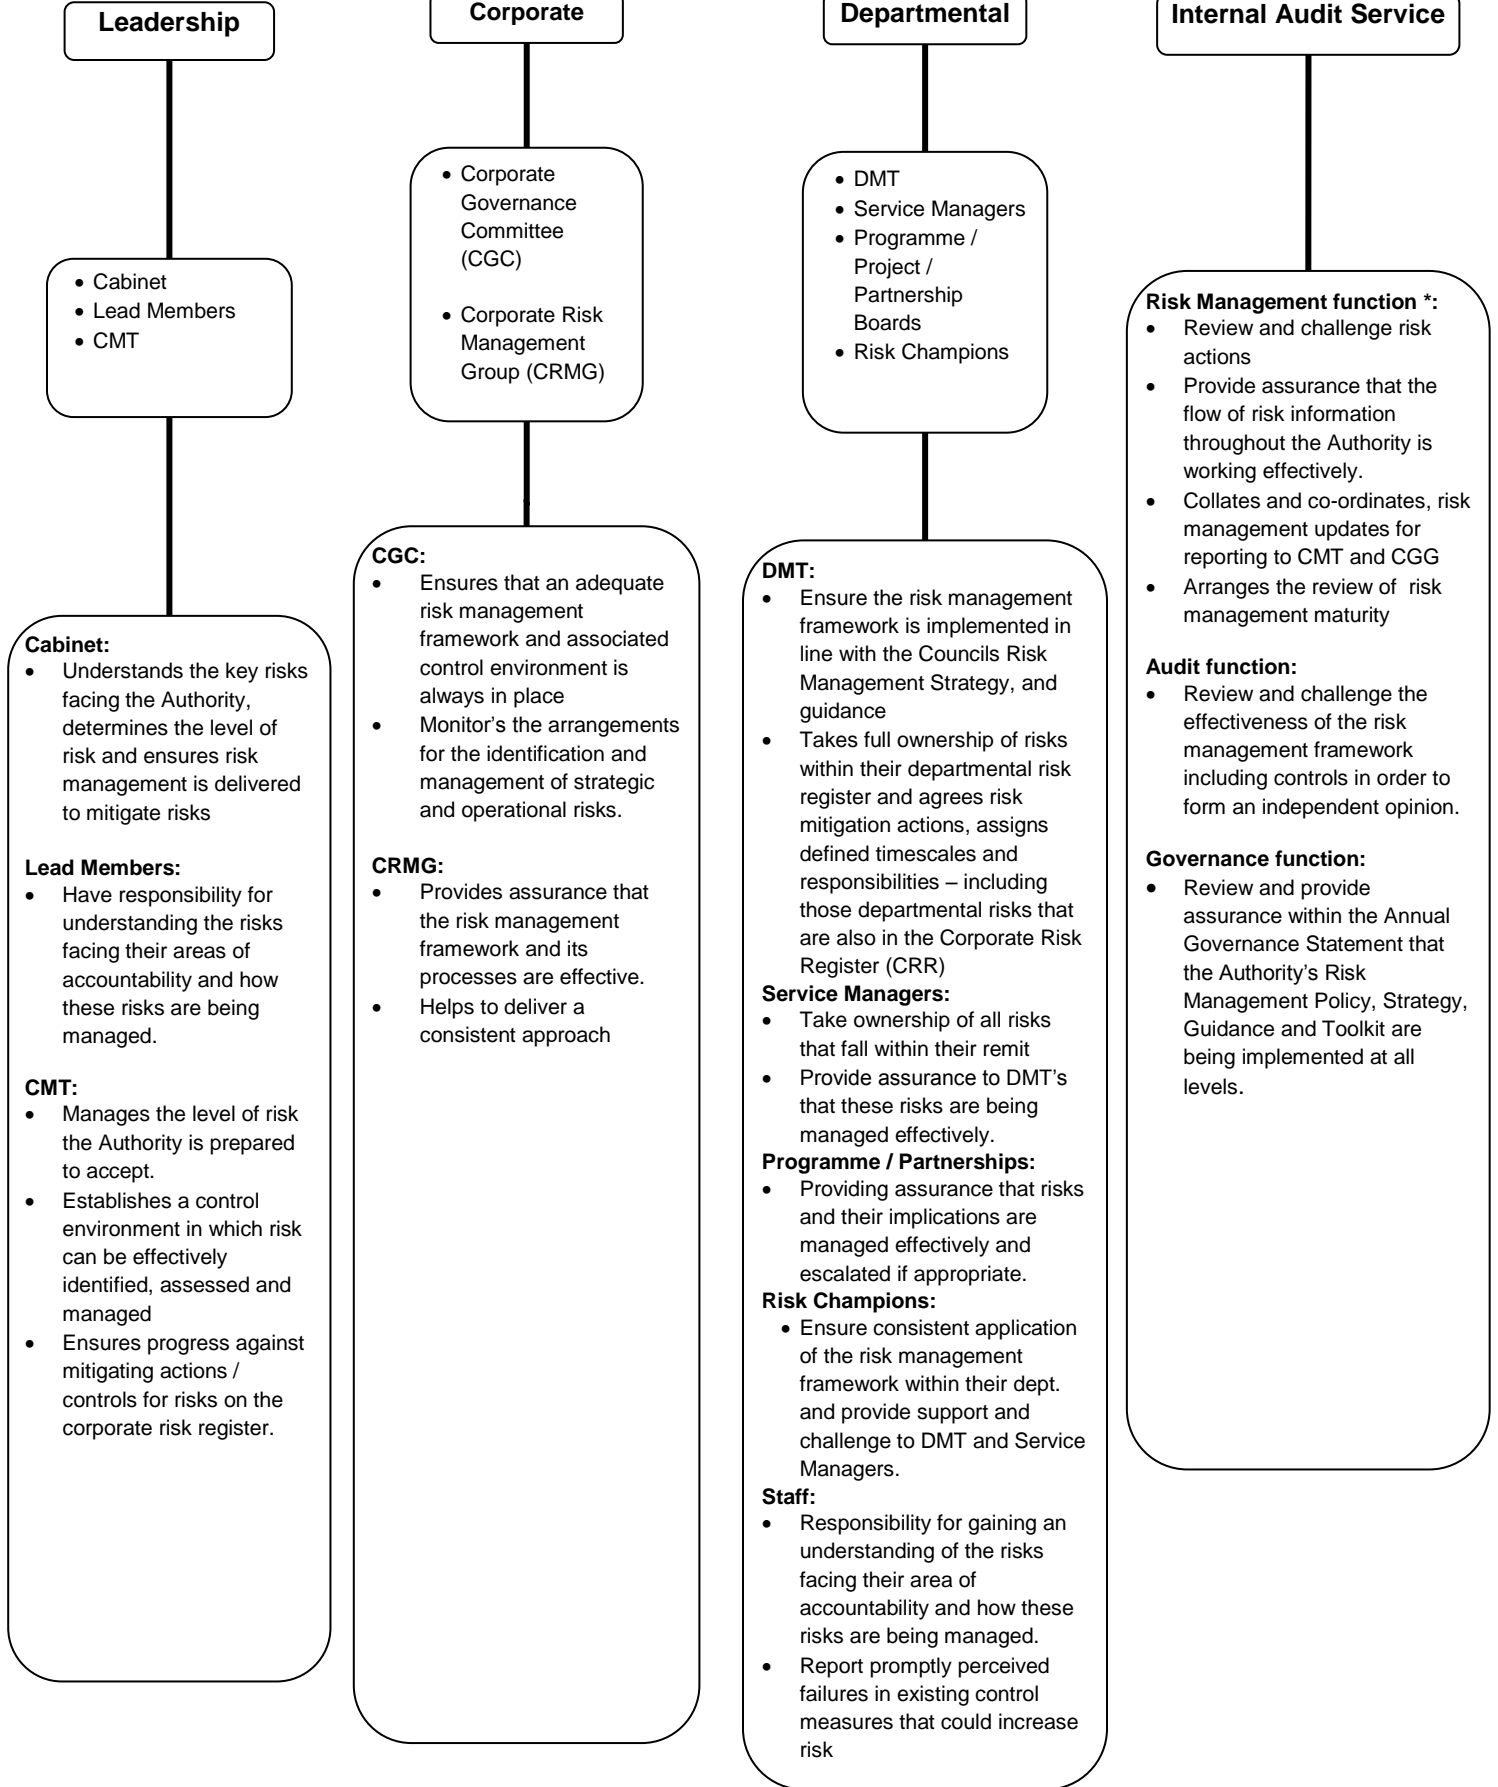 Leadership
• Cabinet
• Lead Members
• CMT
Cabinet:
• Understands the key risks
facing the Authority,
determines the level of
risk and ensures risk
management is delivered
to mitigate risks
Lead Members:
• Have responsibility for
understanding the risks
facing their areas of
accountability and how
these risks are being
managed.
CMT:
• Manages the level of risk
the Authority is prepared
to accept.
• Establishes a control
environment in which risk
can be effectively
identified, assessed and
managed
• Ensures progress against
mitigating actions /
controls for risks on the
corporate risk register.
Corporate
• Corporate
Governance
Committee
(CGC)
• Corporate Risk
Management
Group (CRMG)
CGC:
• Ensures that an adequate
risk management
framework and associated
control environment is
always in place
• Monitor’s the arrangements
for the identification and
management of strategic
and operational risks.
CRMG:
• Provides assurance that
the risk management
framework and its
processes are effective.
• Helps to deliver a
consistent approach
Departmental
• DMT
• Service Managers
• Programme /
Project /
Partnership
Boards
• Risk Champions
DMT:
• Ensure the risk management
framework is implemented in
line with the Councils Risk
Management Strategy, and
guidance
• Takes full ownership of risks
within their departmental risk
register and agrees risk
mitigation actions, assigns
defined timescales and
responsibilities – including
those departmental risks that
are also in the Corporate Risk
Register (CRR)
Service Managers:
• Take ownership of all risks
that fall within their remit
• Provide assurance to DMT’s
that these risks are being
managed effectively.
Programme / Partnerships:
• Providing assurance that risks
and their implications are
managed effectively and
escalated if appropriate.
Risk Champions:
• Ensure consistent application
of the risk management
framework within their dept.
and provide support and
challenge to DMT and Service
Managers.
Staff:
• Responsibility for gaining an
understanding of the risks
facing their area of
accountability and how these
risks are being managed.
• Report promptly perceived
failures in existing control
measures that could increase
risk
Internal Audit Service
Risk Management function *:
• Review and challenge risk
actions
• Provide assurance that the
flow of risk information
throughout the Authority is
working effectively.
• Collates and co-ordinates, risk
management updates for
reporting to CMT and CGG
• Arranges the review of risk
management maturity
Audit function:
• Review and challenge the
effectiveness of the risk
management framework
including controls in order to
form an independent opinion.
Governance function:
• Review and provide
assurance within the Annual
Governance Statement that
the Authority’s Risk
Management Policy, Strategy,
Guidance and Toolkit are
being implemented at all
levels.